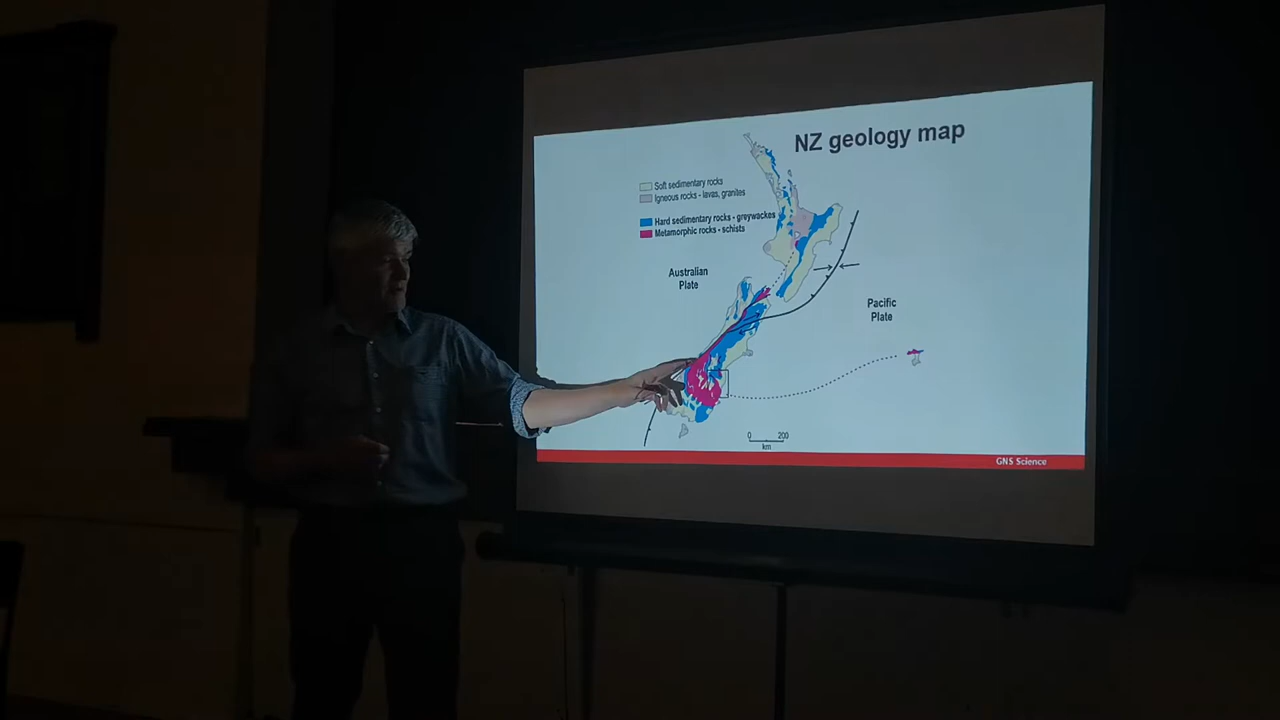 NZ geology map
Soft sedimentary rocks
Igneous rocks - lavas, granites
Hard sedimentary rocks - greywackes
Metamorphic rocks - schists
Australian
Plate
Pacific
Plate
0 200
km
GNS Science